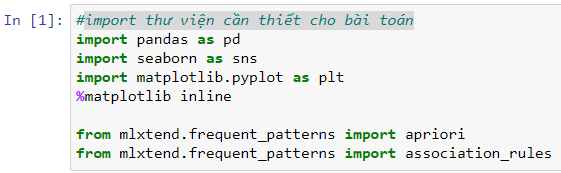 In [1]: #import thư viện cần thiết cho bài toán
import pandas as pd
import seaborn as sns
import matplotlib.pyplot as plt
%matplotlib inline
from mlxtend.frequent_patterns import apriori
from mlxtend.frequent_patterns import association_rules